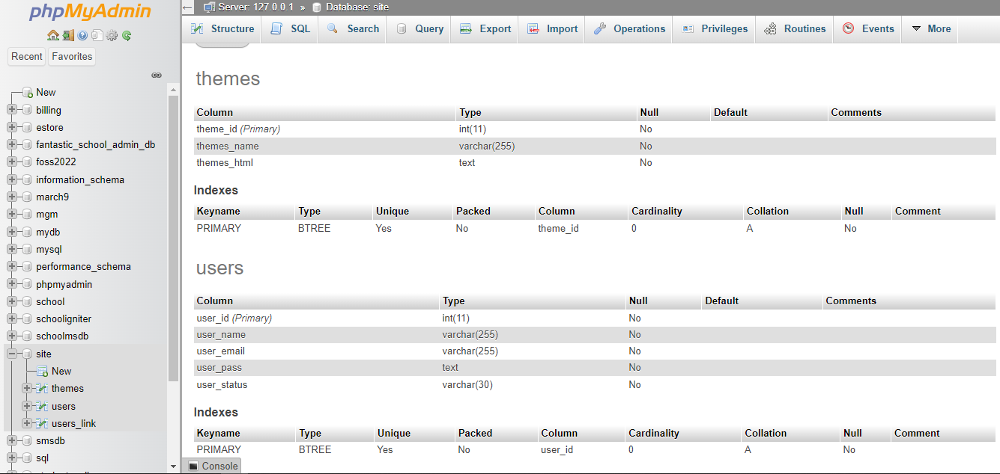 phpMyAdmin
Recent Favorites
New
billing
estore
fantastic_school_admin_db
foss2022
information_schema
march9
mgm
mydb
mysql
performance_schema
phpmyadmin
school
schooligniter
schoolmsdb
site
New
themes
users
users_link
smsdb
sql
Server: 127.0.0.1 » Database: site
Structure SQL Search Query Export Import Operations Privileges Routines Events More
themes
Column Type Null Default Comments
theme_id (Primary) int(11) No
themes_name varchar(255) No
themes_html text No
Indexes
Keyname Type Unique Packed Column Cardinality Collation Null Comment
PRIMARY BTREE Yes No theme_id 0 A No
users
Column Type Null Default Comments
user_id (Primary) int(11) No
user_name varchar(255) No
user_email varchar(255) No
user_pass text No
user_status varchar(30) No
Indexes
Keyname Type Unique Packed Column Cardinality Collation Null Comment
PRIMARY BTREE Yes No user_id 0 A No
Console